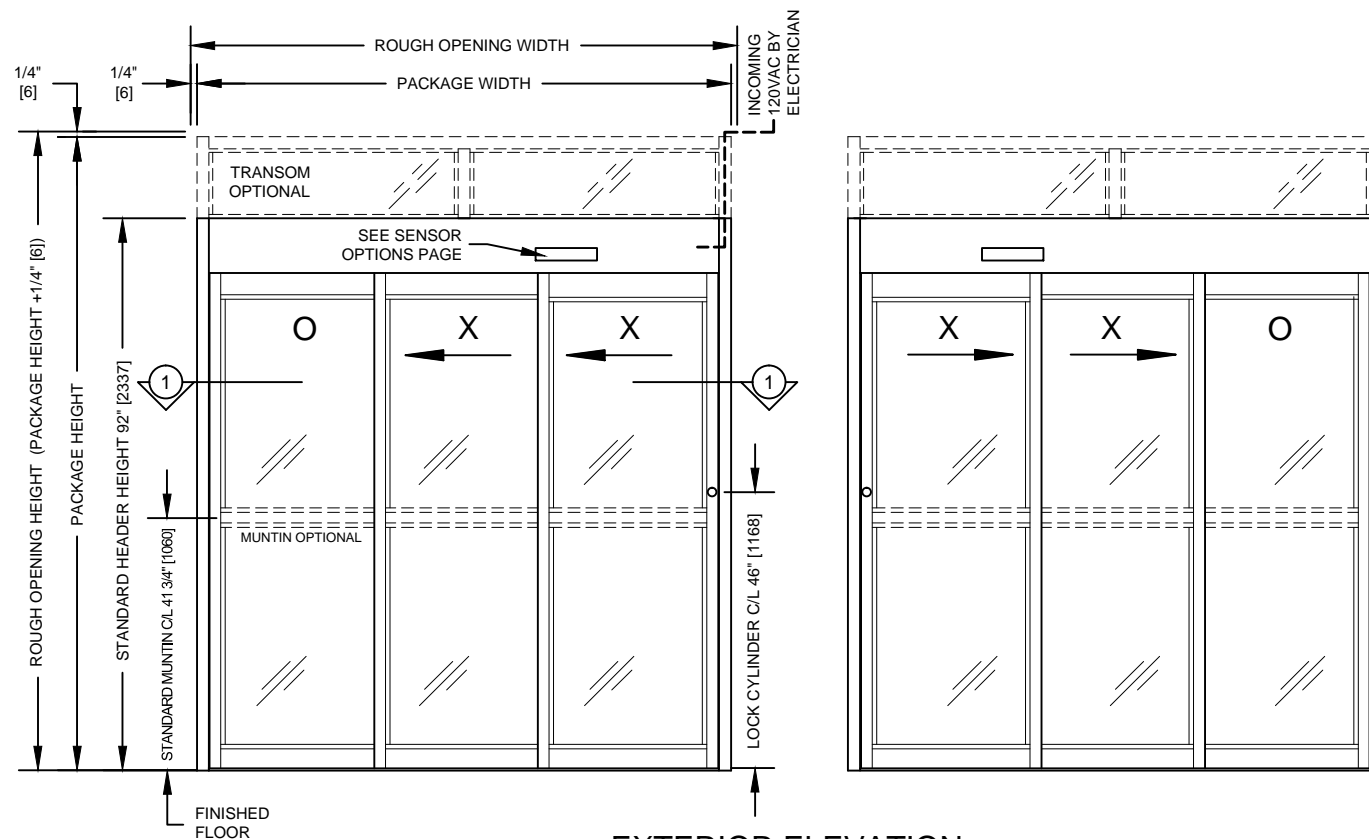 ROUGH OPENING WIDTH
PACKAGE WIDTH
1/4"
[6]
1/4"
[6]
INCOMING
120VAC BY
ELECTRICIAN
TRANSOM
OPTIONAL
SEE SENSOR
OPTIONS PAGE
O
X
X
X
X
O
1
1
ROUGH OPENING HEIGHT (PACKAGE HEIGHT +1/4" [6])
PACKAGE HEIGHT
STANDARD HEADER HEIGHT 92" [2337]
STANDARD MUNTIN C/L 41 3/4" [1060]
MUNTIN OPTIONAL
LOCK CYLINDER C/L 46" [1168]
FINISHED
FLOOR
EXTERIOR ELEVATION